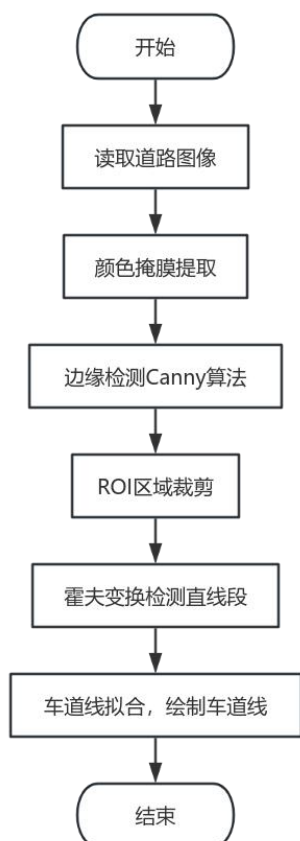 开始
读取道路图像
颜色掩膜提取
边缘检测Canny算法
ROI区域裁剪
霍夫变换检测直线段
车道线拟合，绘制车道线
结束